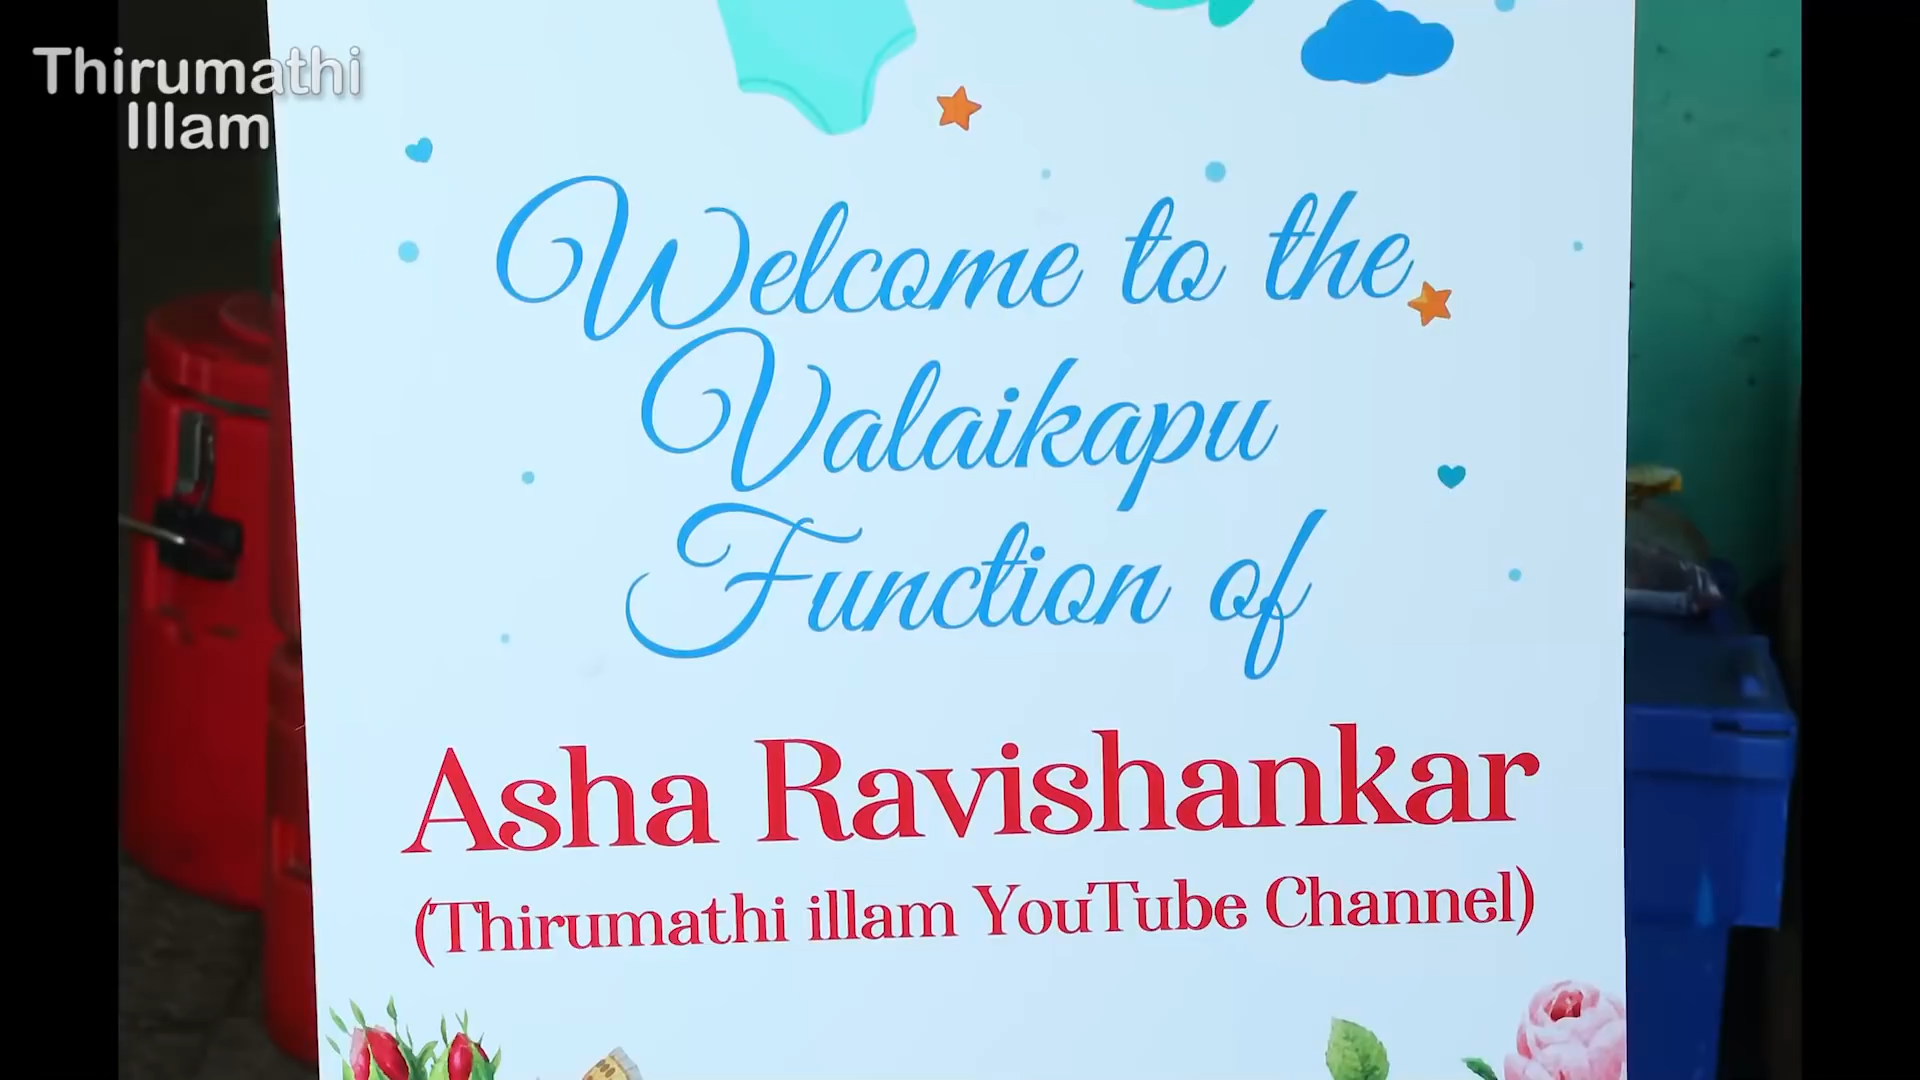 Thirumathi
Illam
Welcome to the
Valaikapu
Function of
Asha Ravishankar
(Thirumathi illam YouTube Channel)